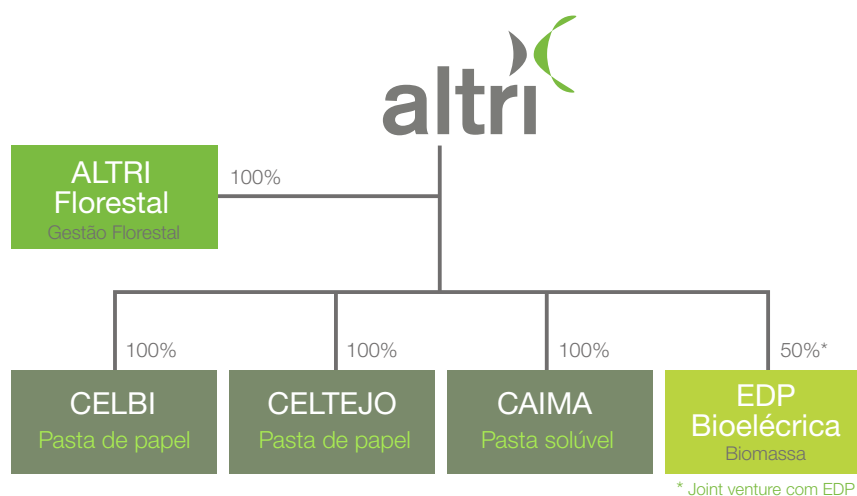 altri
ALTRI
Florestal
Gestão Florestal
100%
100%
100%
100%
50%*
CELBI
Pasta de papel
CELTEJO
Pasta de papel
CAIMA
Pasta solúvel
EDP
Bioelécrica
Biomassa
* Joint venture com EDP